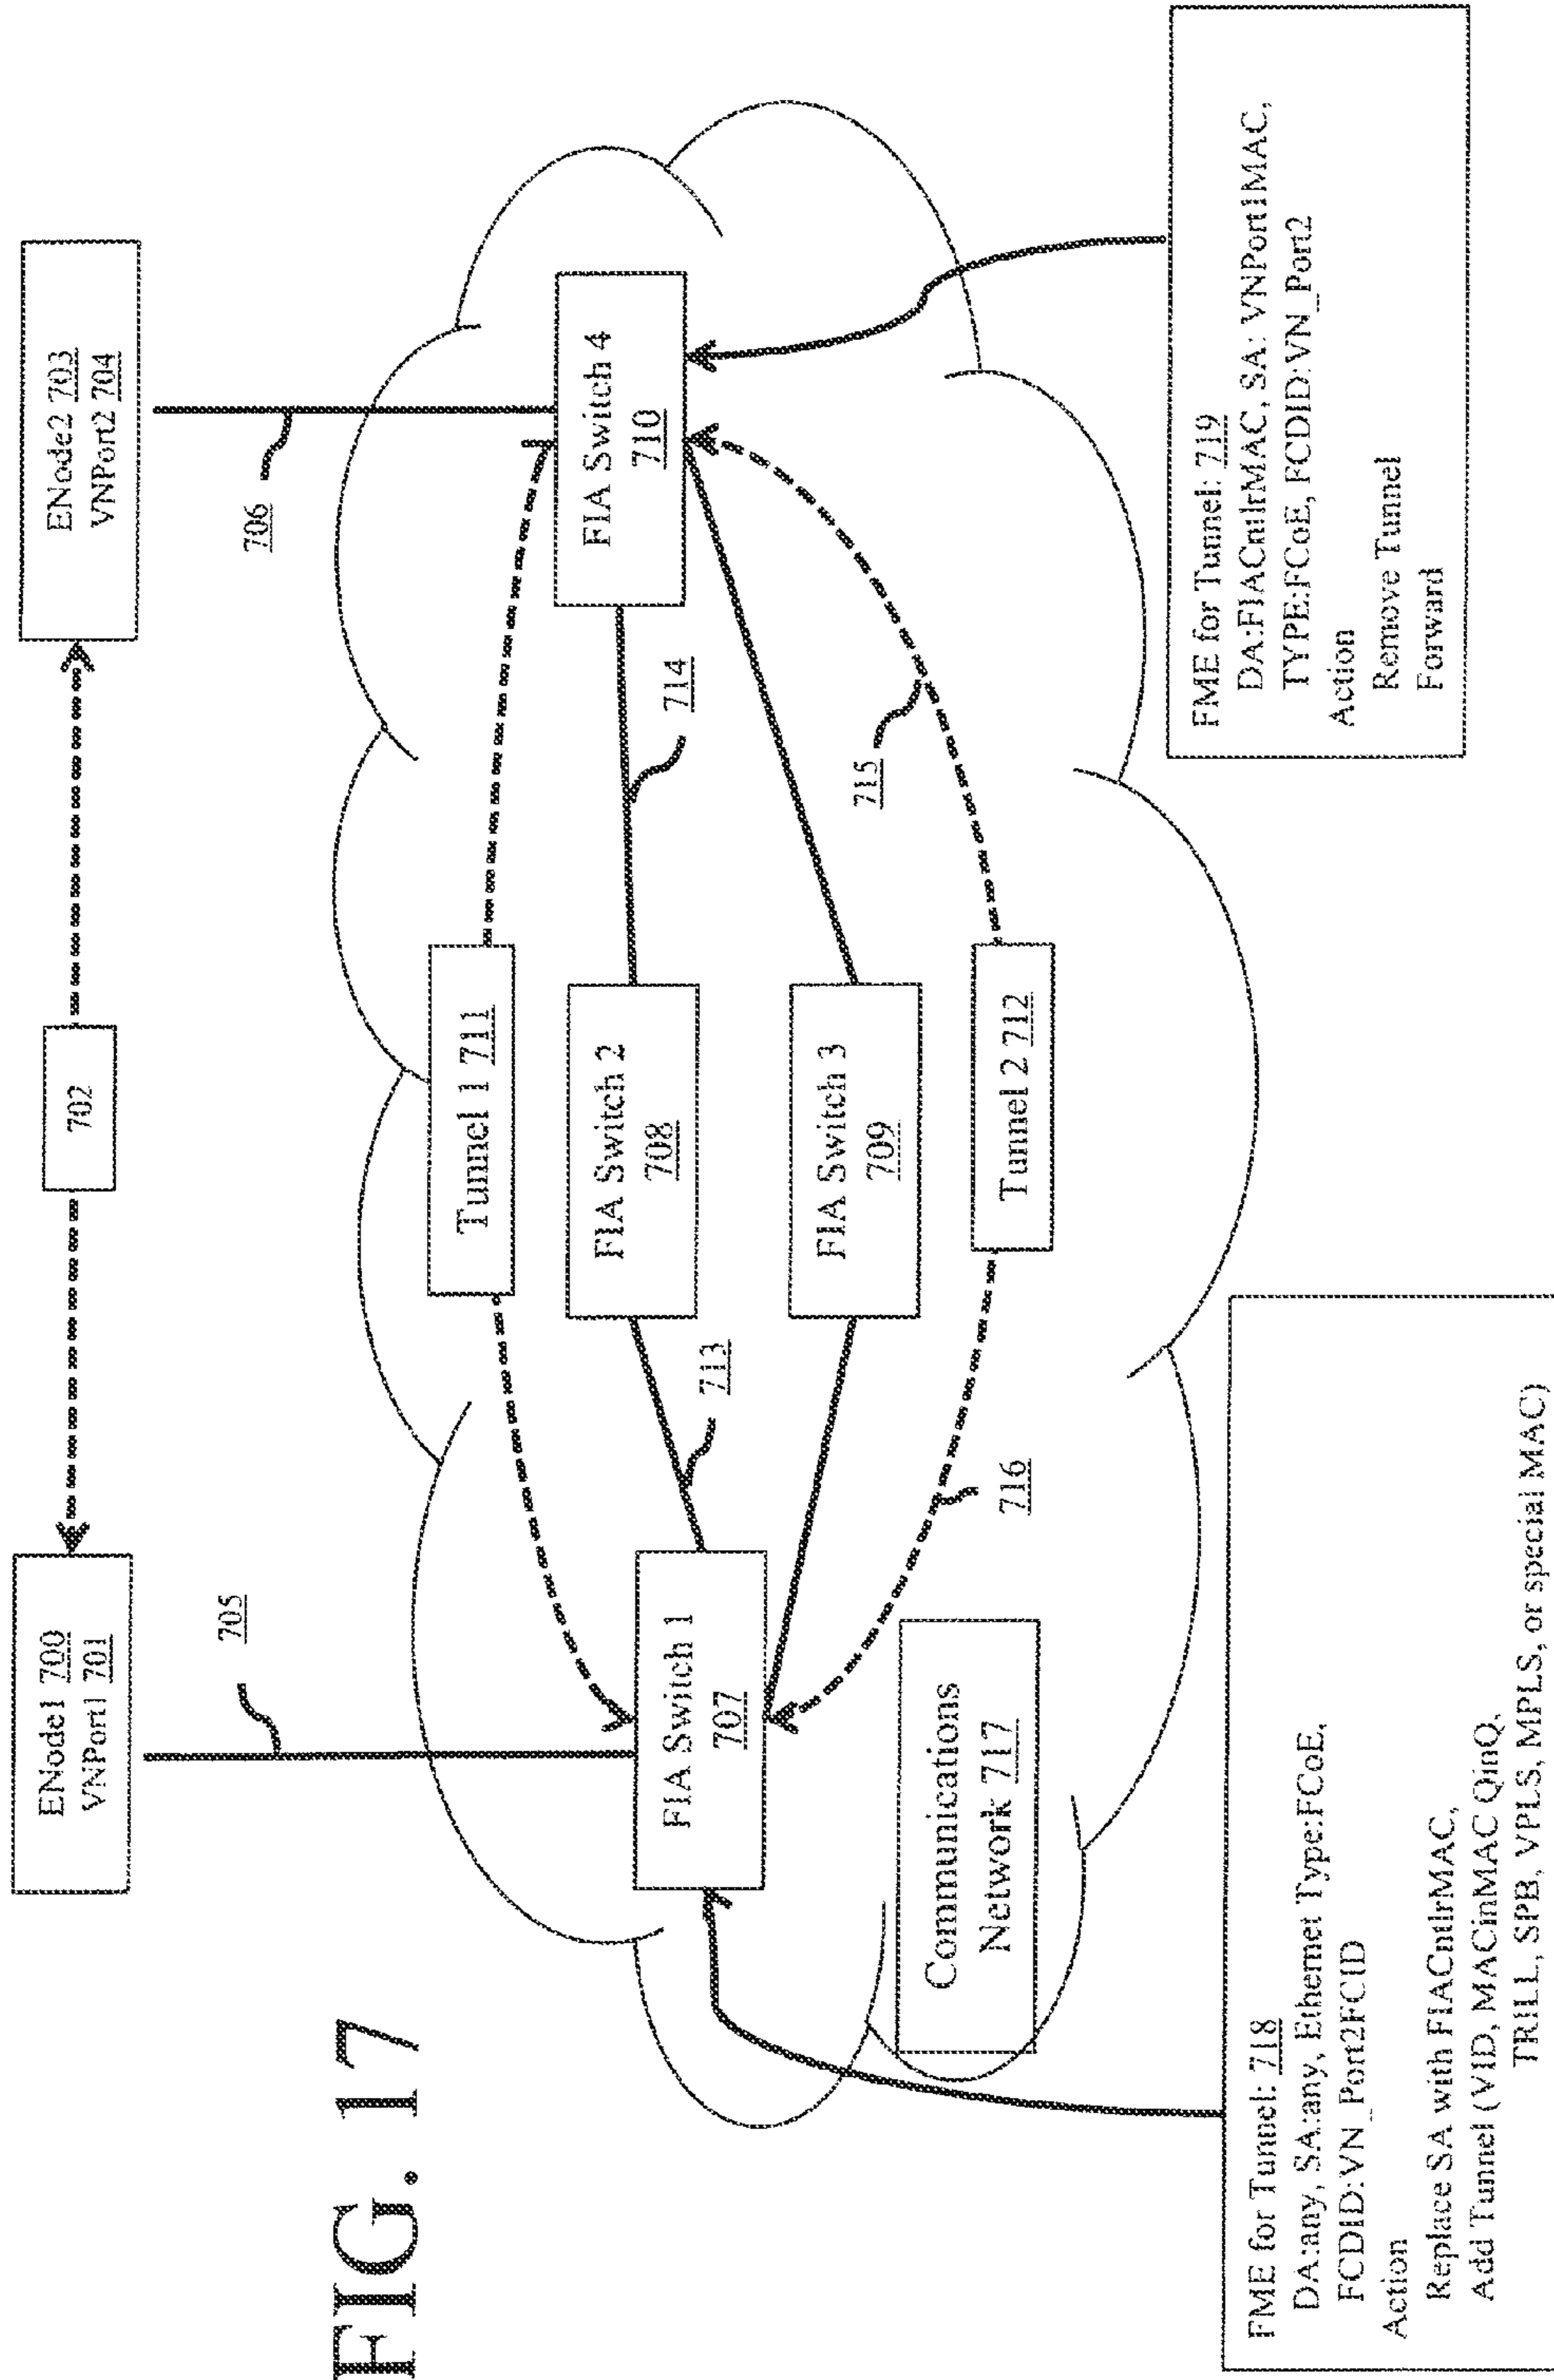 FIG. 17
ENode1 700
VNPort1 701
702
ENode2 703
VNPort2 704
705
706
Tunnel 1 711
FIA Switch 1
707
FIA Switch 2
708
FIA Switch 3
709
FIA Switch 4
710
713
714
715
716
Tunnel 2 712
Communications
Network 717
FME for Tunnel: 718
DA:any, SA:any, Ethernet Type:FCoE,
FCDID:VN_Port2FCID
Action
Replace SA with FIACntlrMAC,
Add Tunnel (VID, MACinMAC QinQ,
TRILL, SPB, VPLS, MPLS, or special MAC)
FME for Tunnel: 719
DA:FIACntlrMAC, SA: VNPort1MAC,
TYPE:FCoE, FCDID:VN_Port2
Action
Remove Tunnel
Forward